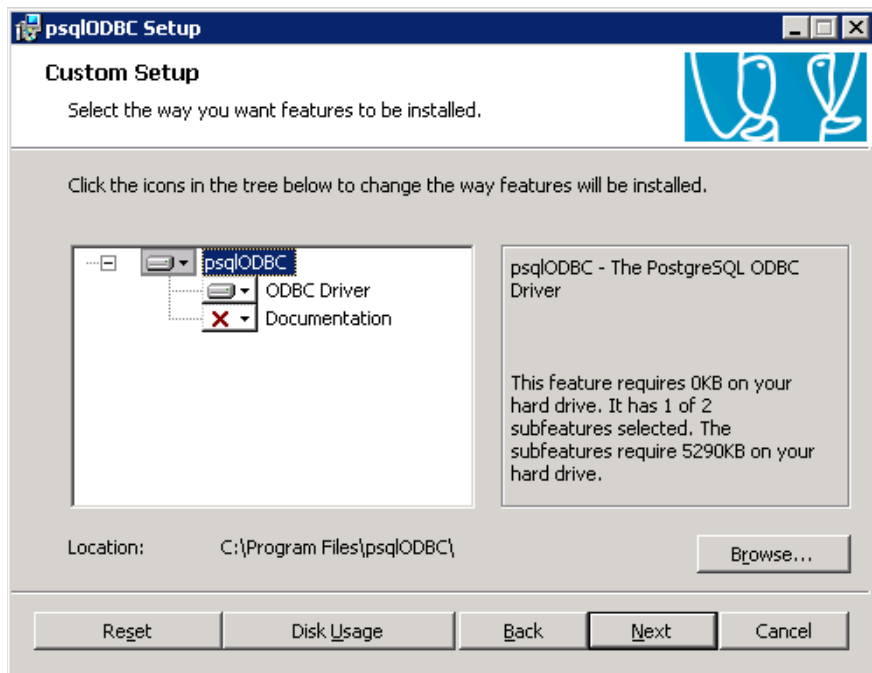 psqlODBC Setup
Custom Setup
Select the way you want features to be installed.
Click the icons in the tree below to change the way features will be installed.
psqlODBC
ODBC Driver
Documentation
psqlODBC - The PostgreSQL ODBC
Driver
This feature requires 0KB on your
hard drive. It has 1 of 2
subfeatures selected. The
subfeatures require 5290KB on your
hard drive.
Location: C:\Program Files\psqlODBC\
Browse...
Reset Disk Usage Back Next Cancel